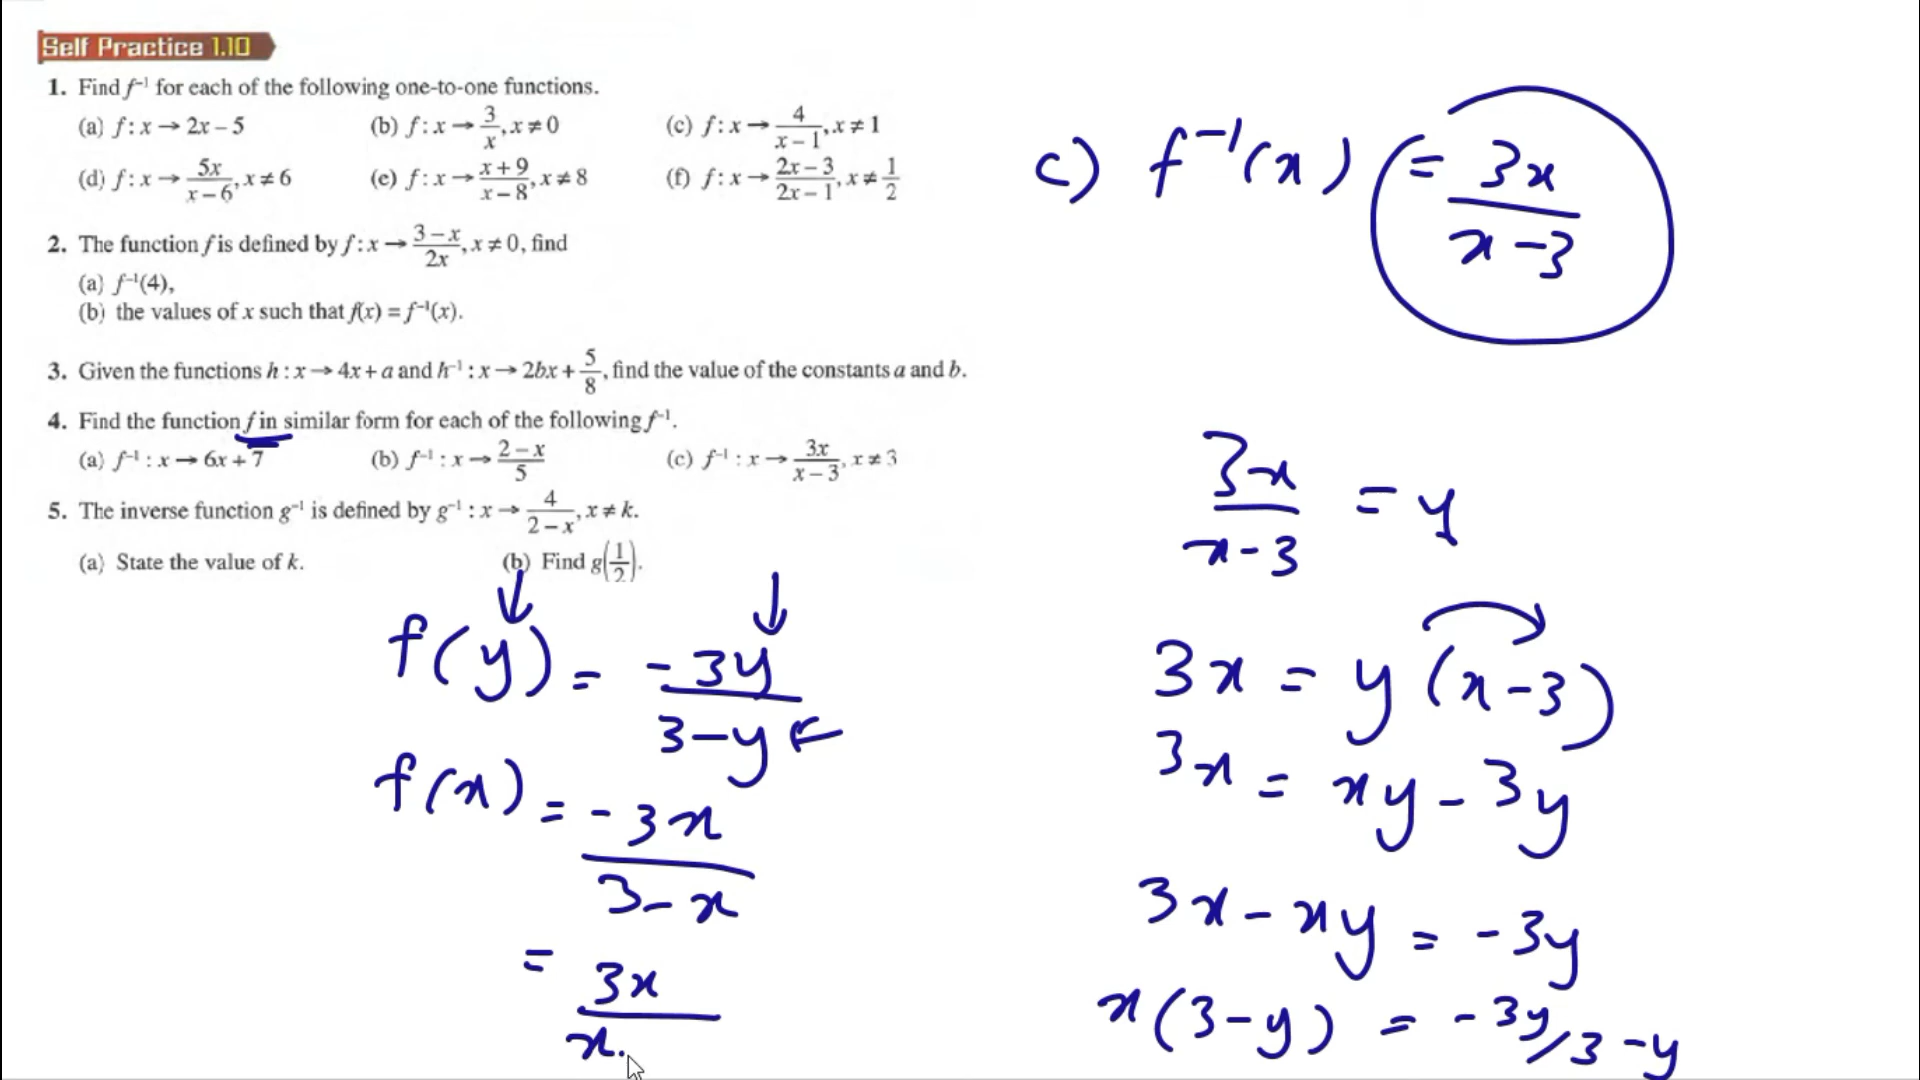 Self Practice 1.10
1. Find f⁻¹ for each of the following one-to-one functions.
(a) f : x → 2x – 5 (b) f : x → 3/x, x ≠ 0 (c) f : x → 4/(x – 1), x ≠ 1
(d) f : x → 5x/(x – 6), x ≠ 6 (e) f : x → (x + 9)/(x – 8), x ≠ 8 (f) f : x → (2x – 3)/(2x – 1), x ≠ 1/2
2. The function f is defined by f : x → (3 – x)/2x, x ≠ 0, find
(a) f⁻¹(4),
(b) the values of x such that f(x) = f⁻¹(x).
3. Given the functions h : x → 4x + a and h⁻¹ : x → 2bx + 5/8, find the value of the constants a and b.
4. Find the function f in similar form for each of the following f⁻¹.
(a) f⁻¹ : x → 6x + 7 (b) f⁻¹ : x → (2 – x)/5 (c) f⁻¹ : x → 3x/(x – 3), x ≠ 3
5. The inverse function g⁻¹ is defined by g⁻¹ : x → 4/(2 – x), x ≠ k.
(a) State the value of k. (b) Find g(1/2).
f(y) = -3y/(3-y)
f(x) = -3x/(3-x)
= 3x/x.
c) f⁻¹(x) = 3x/(x-3)
3x/(x-3) = y
3x = y(x-3)
3x = xy - 3y
3x - xy = -3y
x(3-y) = -3y/3-y